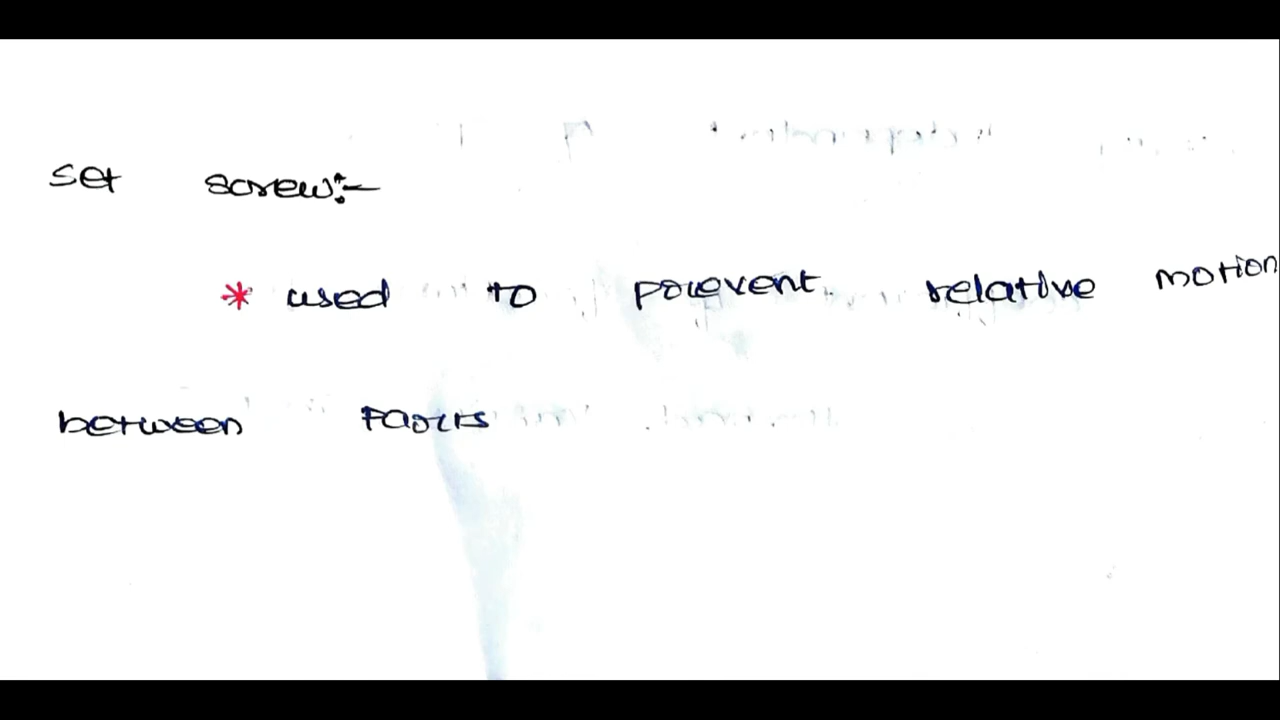 set screw:-
* used to prevent relative motion
between parts